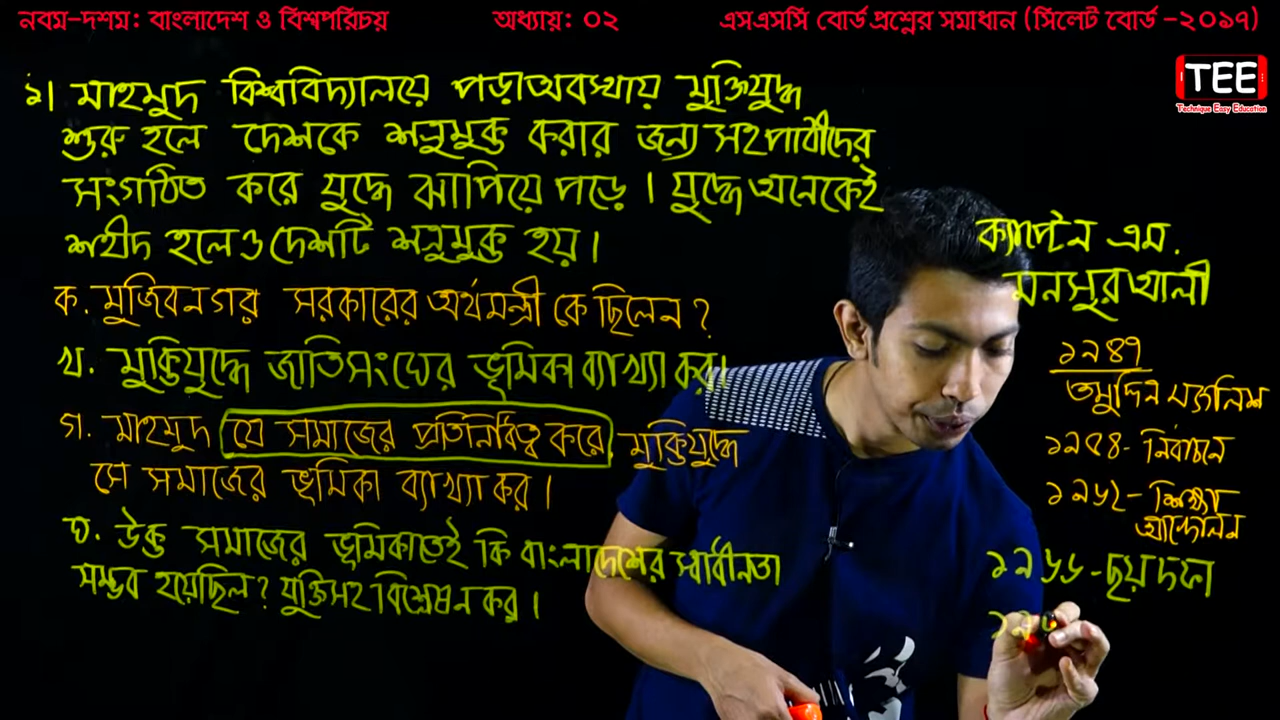 নবম-দশম: বাংলাদেশ ও বিশ্বপরিচয়
অধ্যায়: ০২
এসএসসি বোর্ড প্রশ্নের সমাধান (সিলেট বোর্ড -২০১৭)
TEE
Technique Easy Education
১। মাহমুদ বিশ্ববিদ্যালয়ে পড়া অবস্থায় মুক্তিযুদ্ধে
শুরু হলে দেশকে শত্রুমুক্ত করার জন্য সহপাঠীদের
সংগঠিত করে যুদ্ধে ঝাপিয়ে পড়ে। যুদ্ধে অনেকেই
শহীদ হলেও দেশটি শত্রুমুক্ত হয়।
ক. মুজিবনগর সরকারের অর্থমন্ত্রী কে ছিলেন?
খ. মুক্তিযুদ্ধে জাতিসংঘের ভূমিকা ব্যাখ্যা কর।
গ. মাহমুদ যে সমাজের প্রতিনিধিত্ব করে মুক্তিযুদ্ধে
সে সমাজের ভূমিকা ব্যাখ্যা কর।
ঘ. উক্ত সমাজের ভূমিকাতেই কি বাংলাদেশের স্বাধীনতা
সম্ভব হয়েছিল? যুক্তিসহ বিশ্লেষন কর।
ক্যাপ্টেন এম.
মনসুর আলী
১৯৪৭
তমুদ্দিন মজলিশ
১৯৫৪- নির্বাচনে
১৯৬২- শিক্ষা
আন্দোলন
১৯৬৬-ছয় দফা